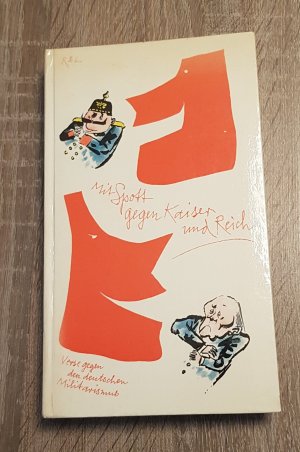 Mit Spott
gegen Kaiser
und Reich
Verse gegen
den deutschen
Militarismus